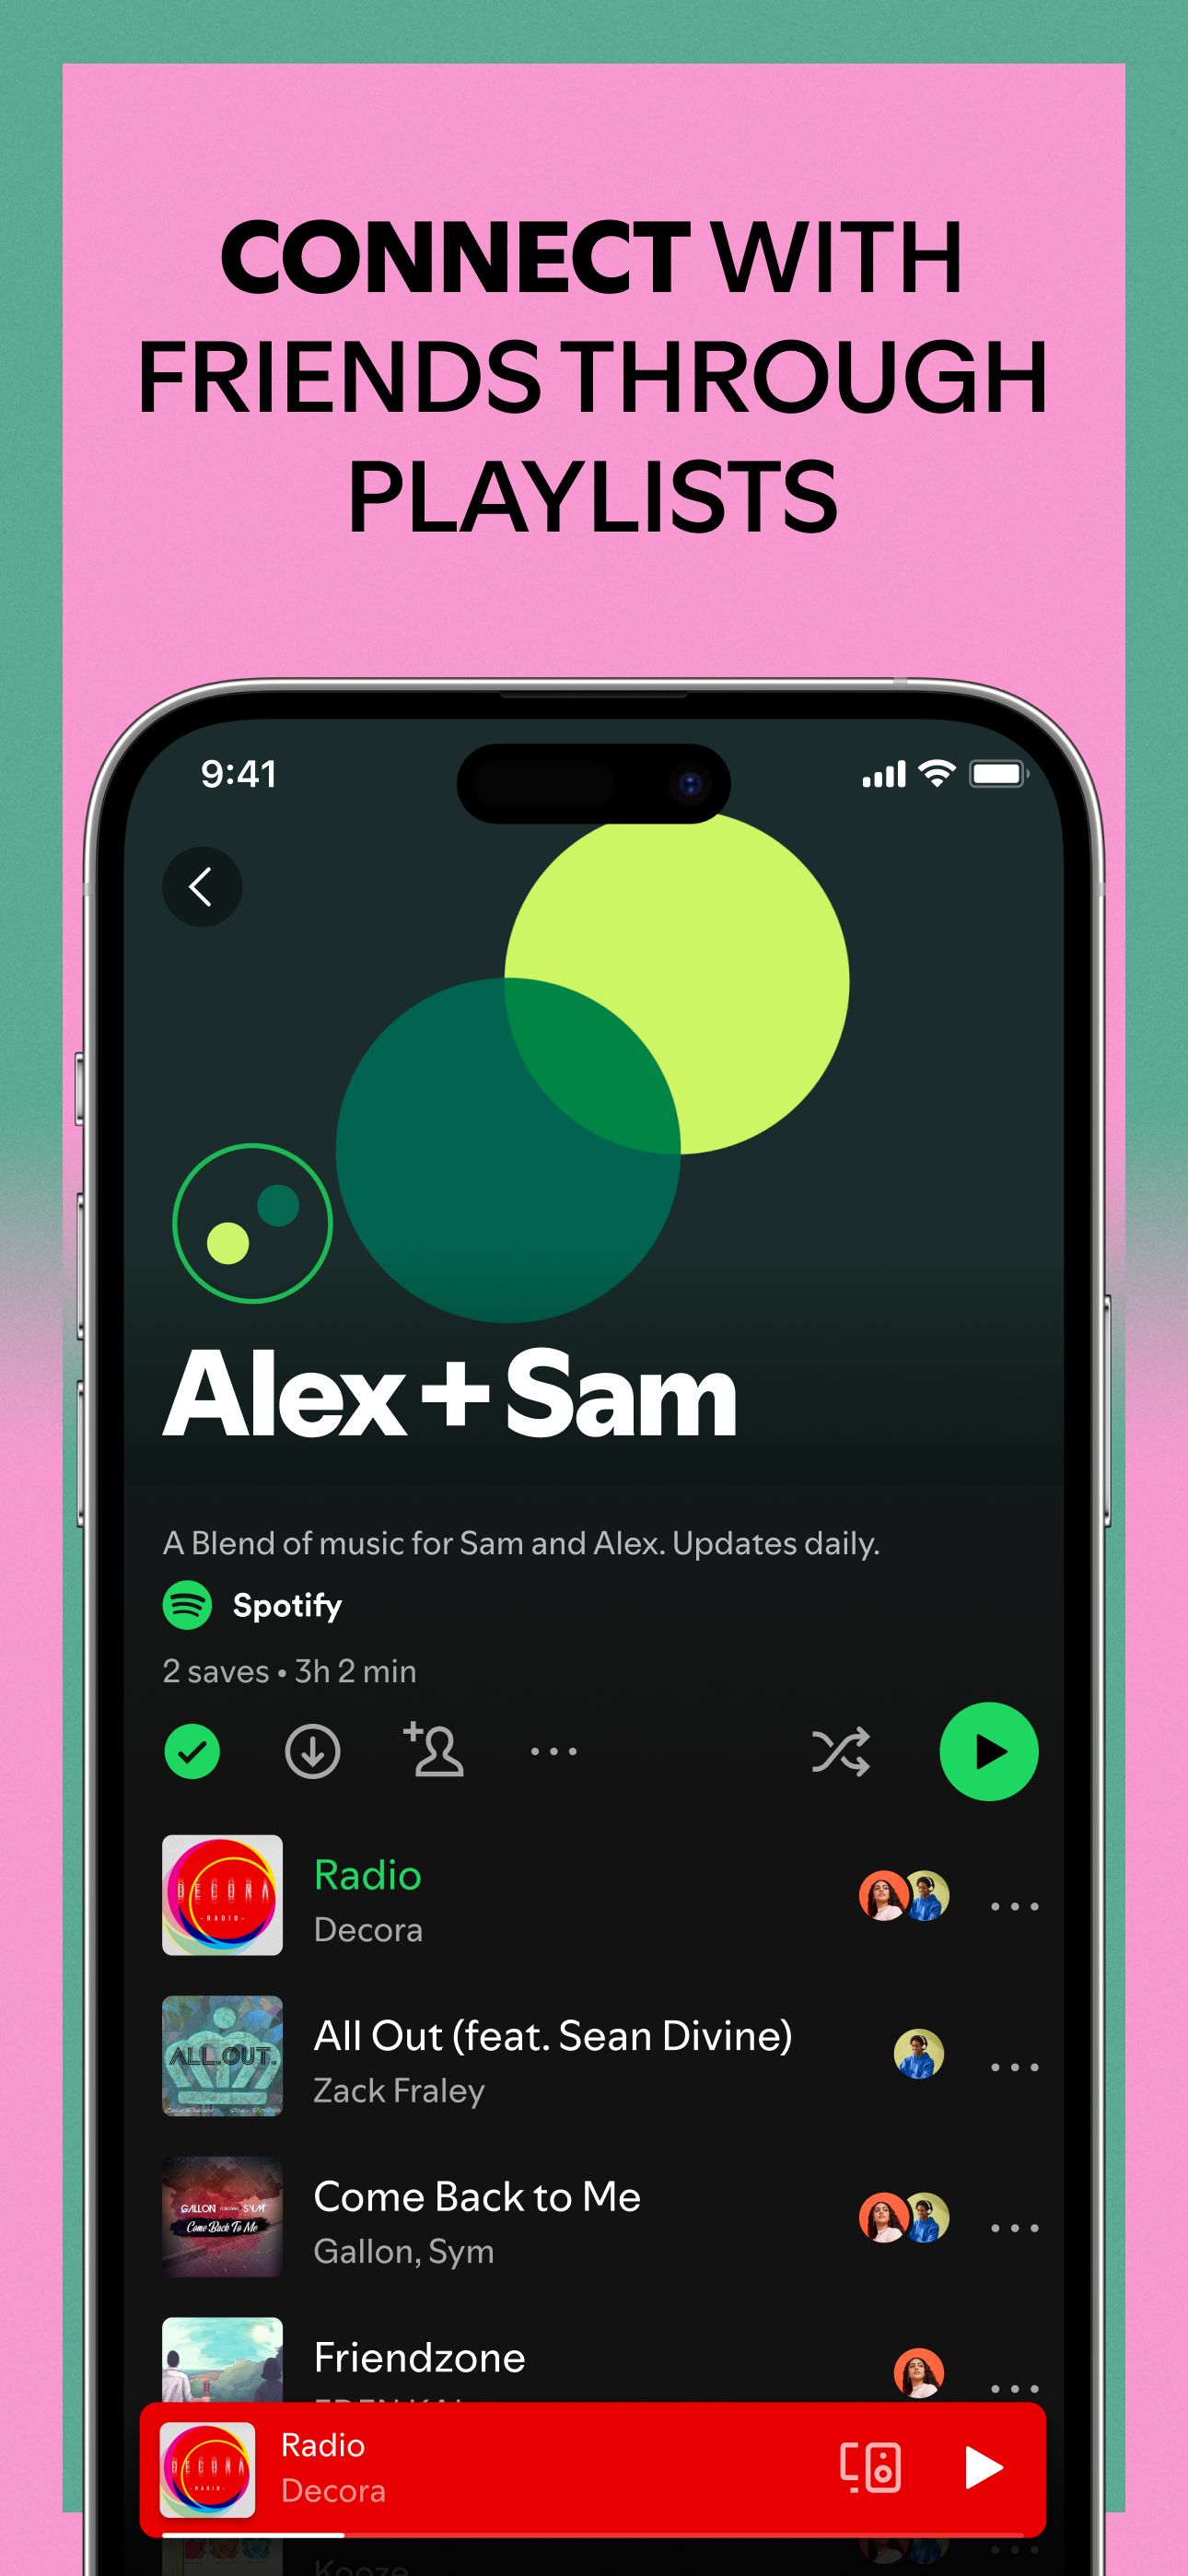 CONNECT WITH
FRIENDS THROUGH
PLAYLISTS
9:41
Alex + Sam
A Blend of music for Sam and Alex. Updates daily.
Spotify
2 saves • 3h 2 min
DECORA
-RADIO-
Radio
Decora
ALL.OUT.
All Out (feat. Sean Divine)
Zack Fraley
GALLON FEATURING SYM
Come Back To Me
Come Back to Me
Gallon, Sym
Friendzone
DECORA
-RADIO-
Radio
Decora
Kooze